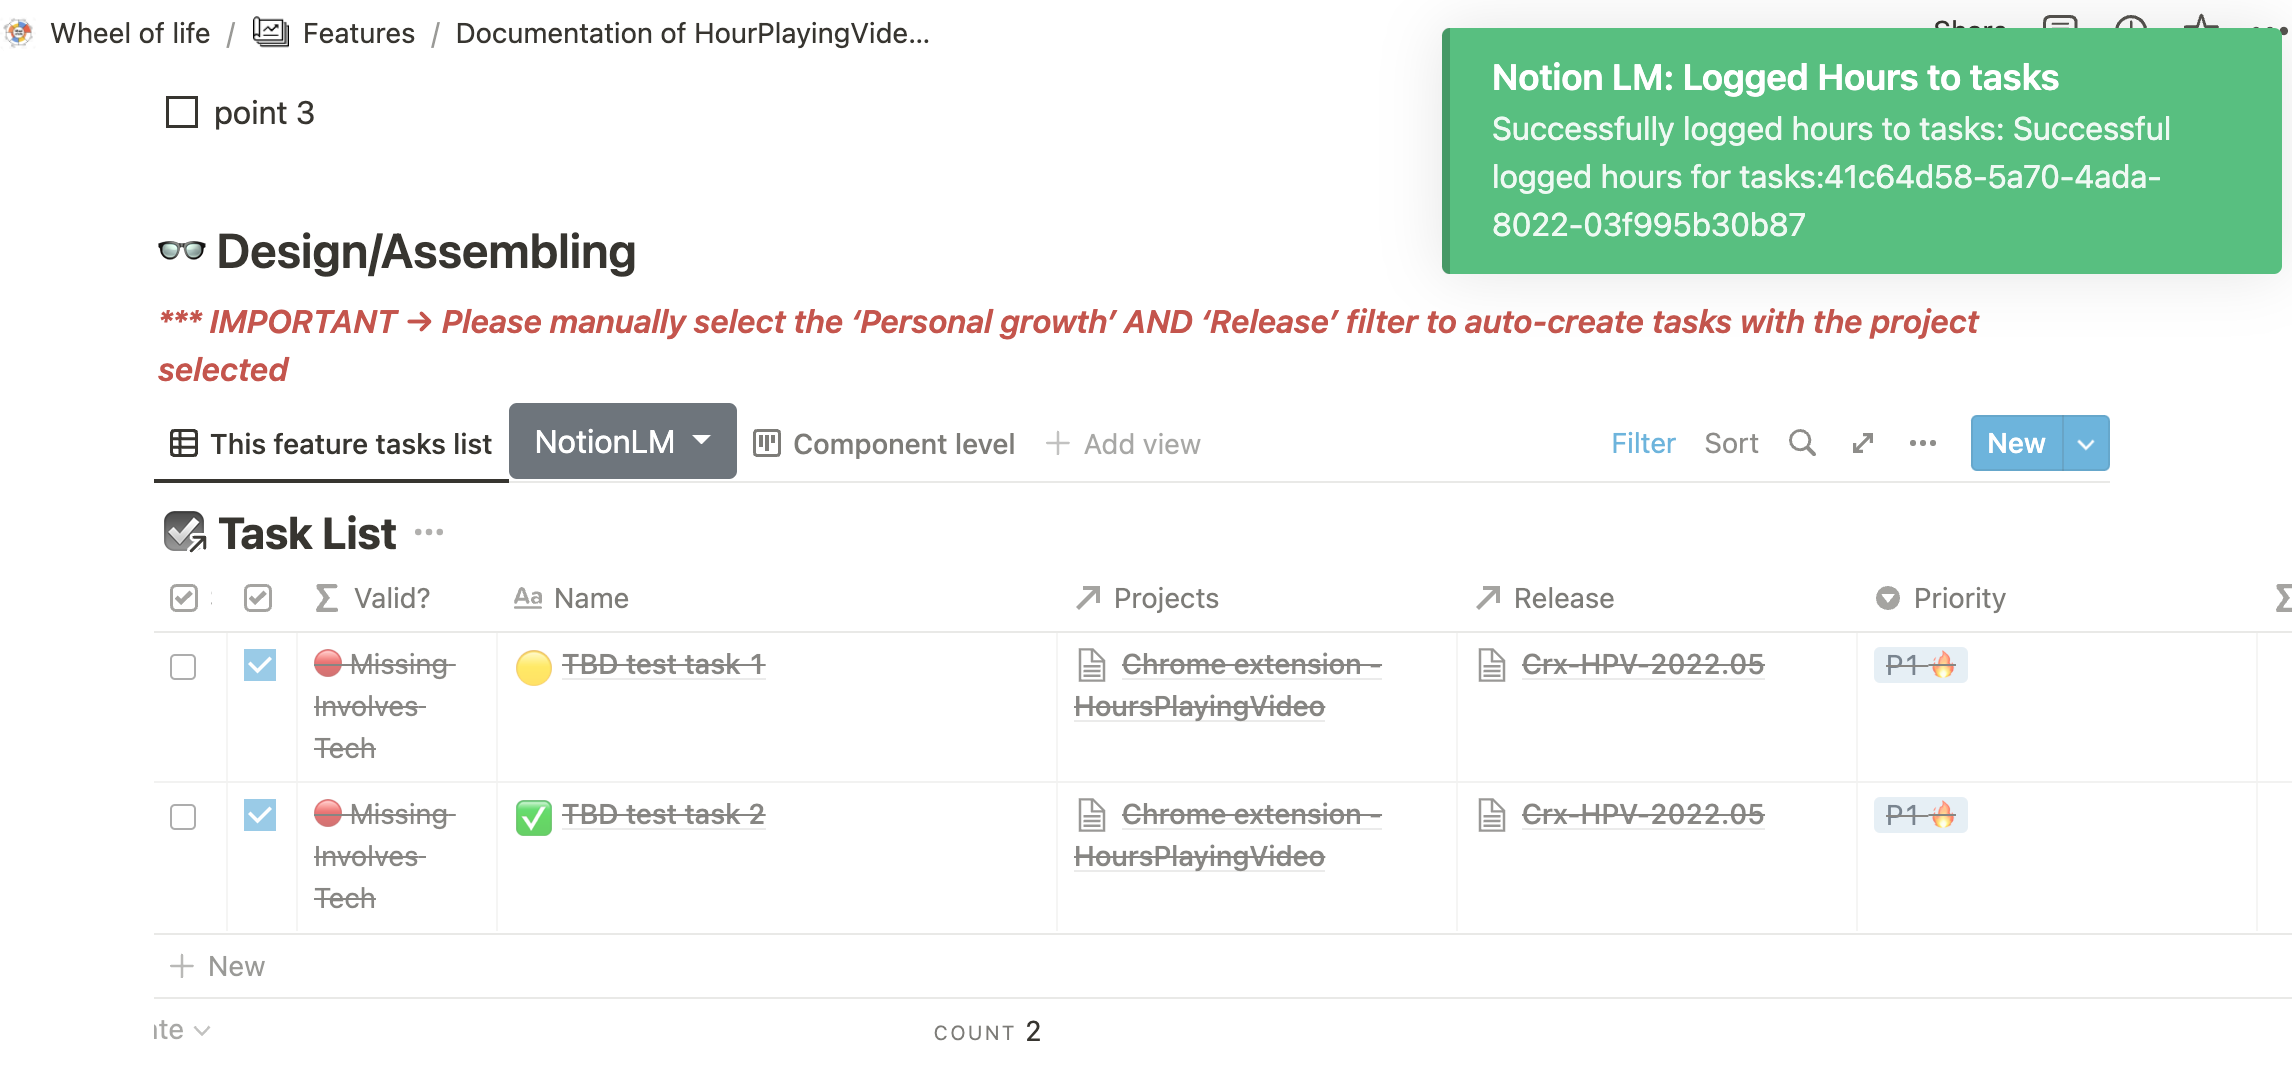 Wheel of life / Features / Documentation of HourPlayingVide...
point 3
Notion LM: Logged Hours to tasks
Successfully logged hours to tasks: Successful
logged hours for tasks:41c64d58-5a70-4ada-
8022-03f995b30b87
Design/Assembling
*** IMPORTANT → Please manually select the ‘Personal growth’ AND ‘Release’ filter to auto-create tasks with the project
selected
This feature tasks list NotionLM Component level + Add view Filter Sort New
Task List
Valid? Aa Name Projects Release Priority
Missing TBD test task 1 Chrome extension - Crx-HPV-2022.05 P1
Involves HoursPlayingVideo
Tech
Missing TBD test task 2 Chrome extension - Crx-HPV-2022.05 P1
Involves HoursPlayingVideo
Tech
+ New
COUNT 2